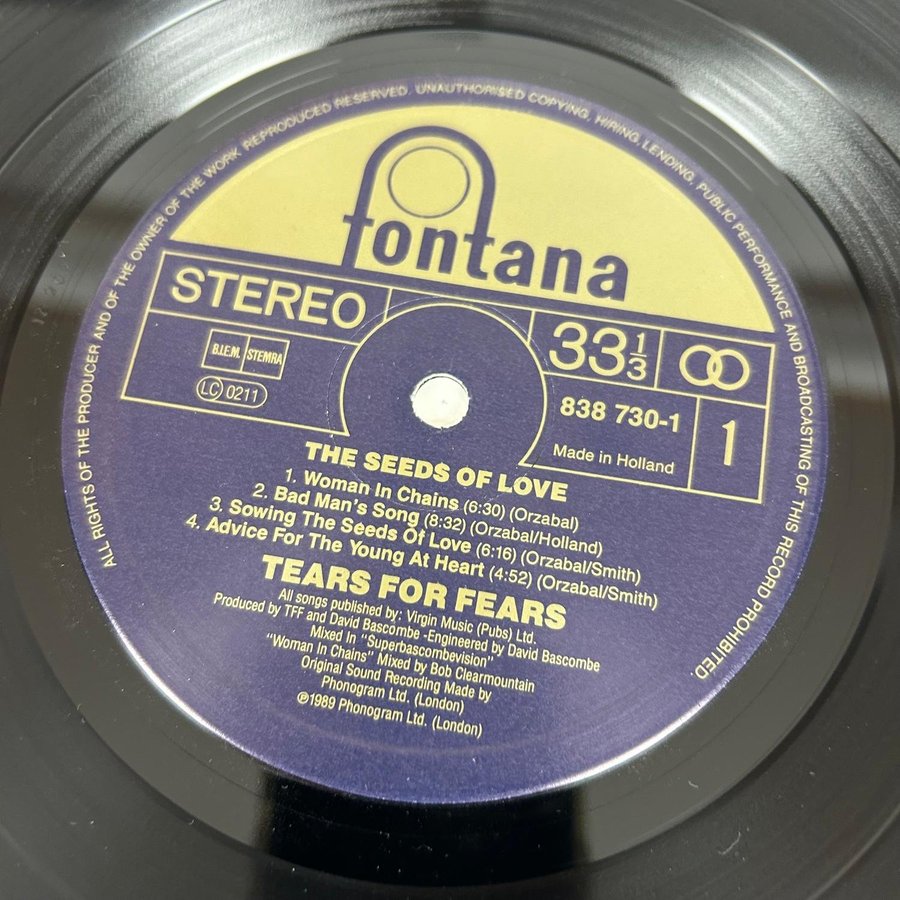 ALL RIGHTS OF THE PRODUCER AND OF THE OWNER OF THE WORK REPRODUCED RESERVED. UNAUTHORISED COPYING, HIRING, LENDING, PUBLIC PERFORMANCE AND BROADCASTING OF THIS RECORD PROHIBITED.
fontana
STEREO
33 1/3
B.I.E.M. STEMRA
LC 0211
838 730-1
Made in Holland
1
THE SEEDS OF LOVE
1. Woman In Chains (6:30) (Orzabal)
2. Bad Man's Song (8:32) (Orzabal/Holland)
3. Sowing The Seeds Of Love (6:16) (Orzabal/Smith)
4. Advice For The Young At Heart (4:52) (Orzabal/Smith)
TEARS FOR FEARS
All songs published by: Virgin Music (Pubs) Ltd.
Produced by TFF and David Bascombe -Engineered by David Bascombe
Mixed In "Superbascombevision"
"Woman In Chains" Mixed by Bob Clearmountain
Original Sound Recording Made by
Phonogram Ltd. (London)
℗1989 Phonogram Ltd. (London)